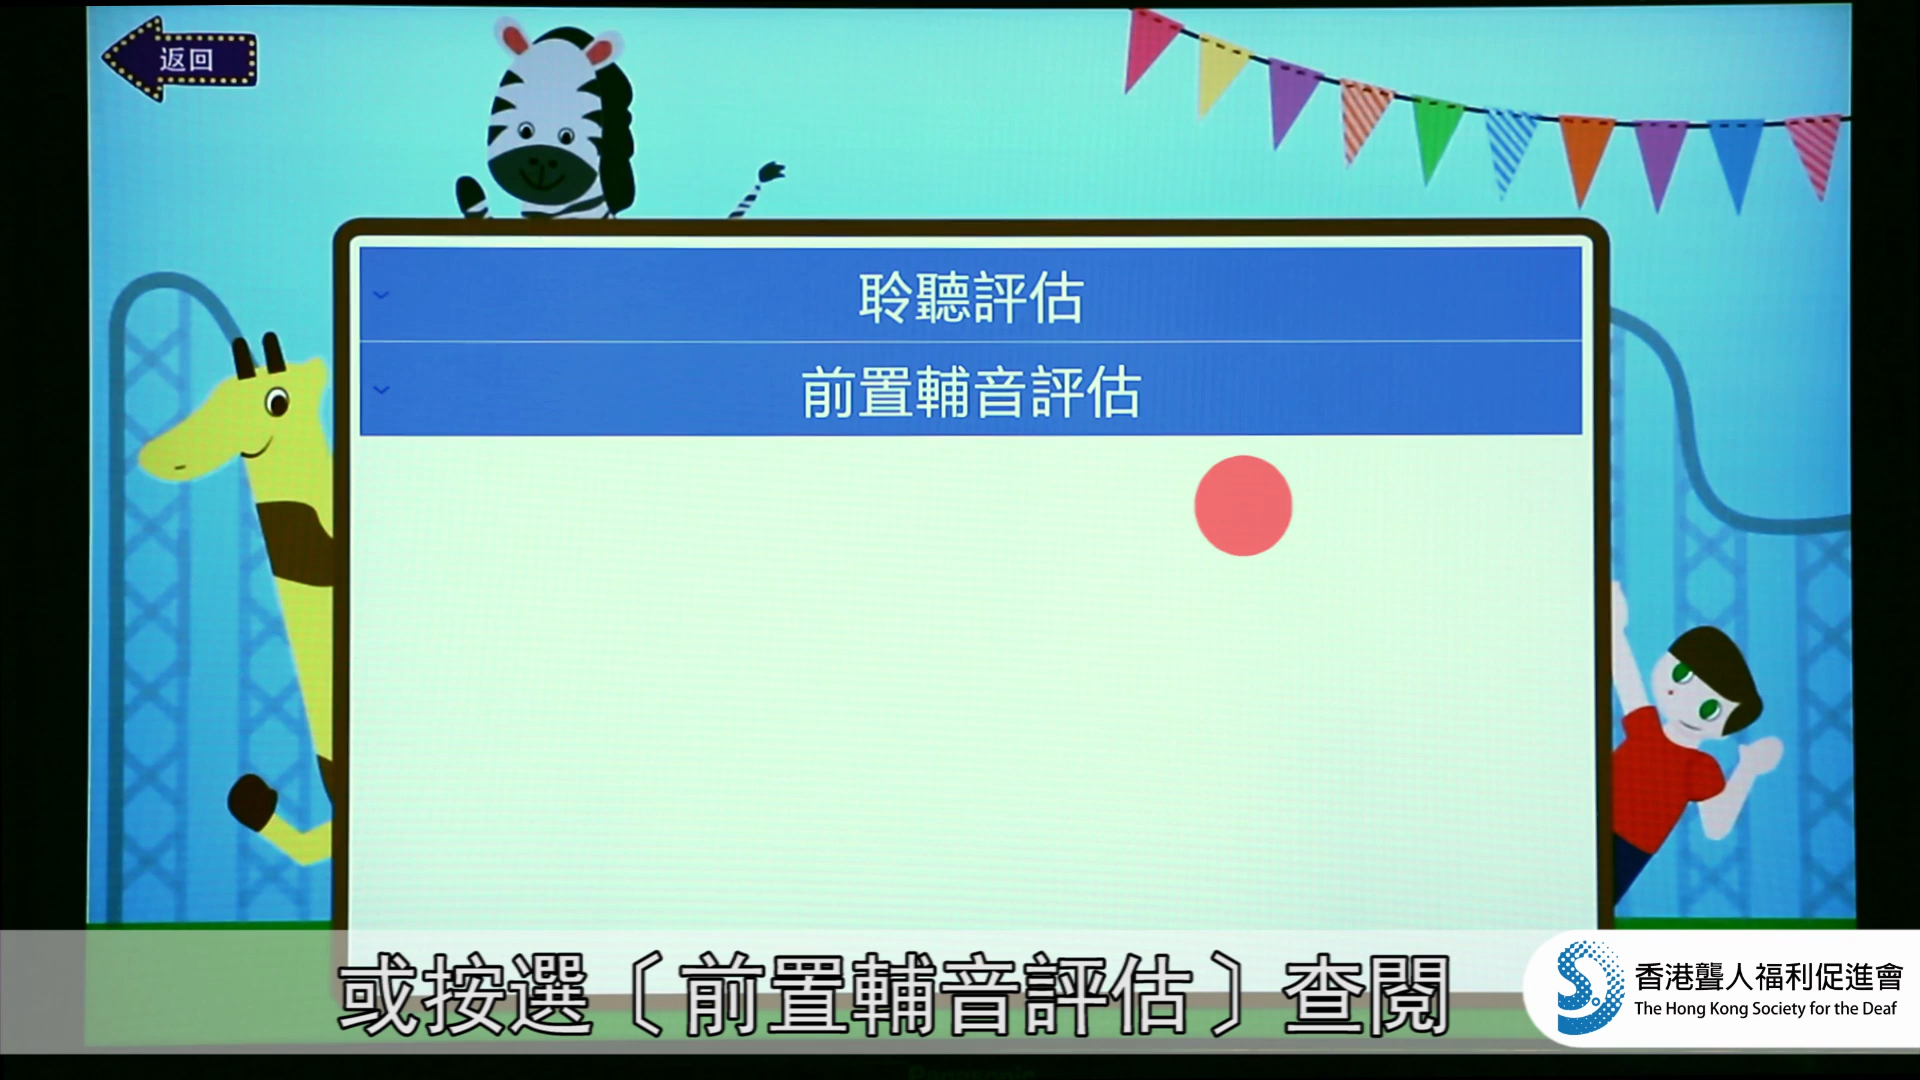 返回
聆聽評估
前置輔音評估
或按選〔前置輔音評估〕查閱
香港聾人福利促進會
The Hong Kong Society for the Deaf
Panasonic